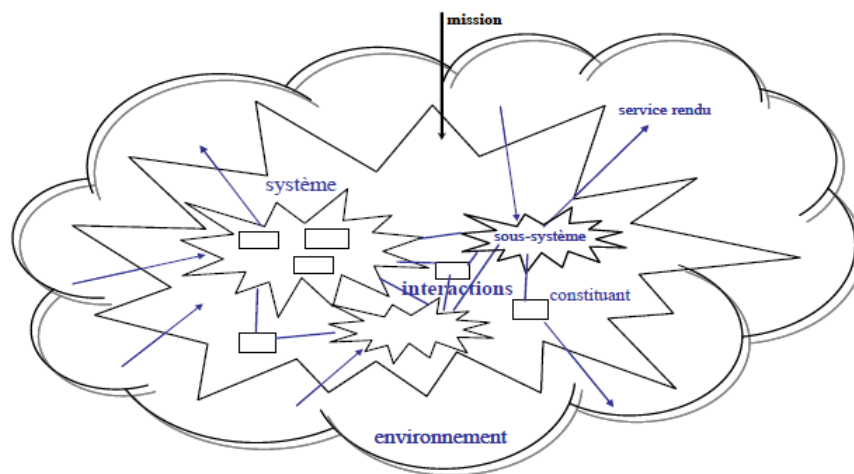 mission
service rendu
système
sous-système
interactions
constituant
environnement